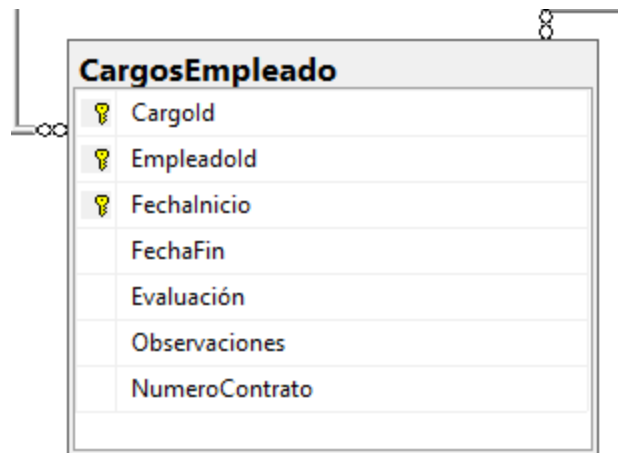 CargosEmpleado
CargoId
EmpleadoId
FechaInicio
FechaFin
Evaluación
Observaciones
NumeroContrato